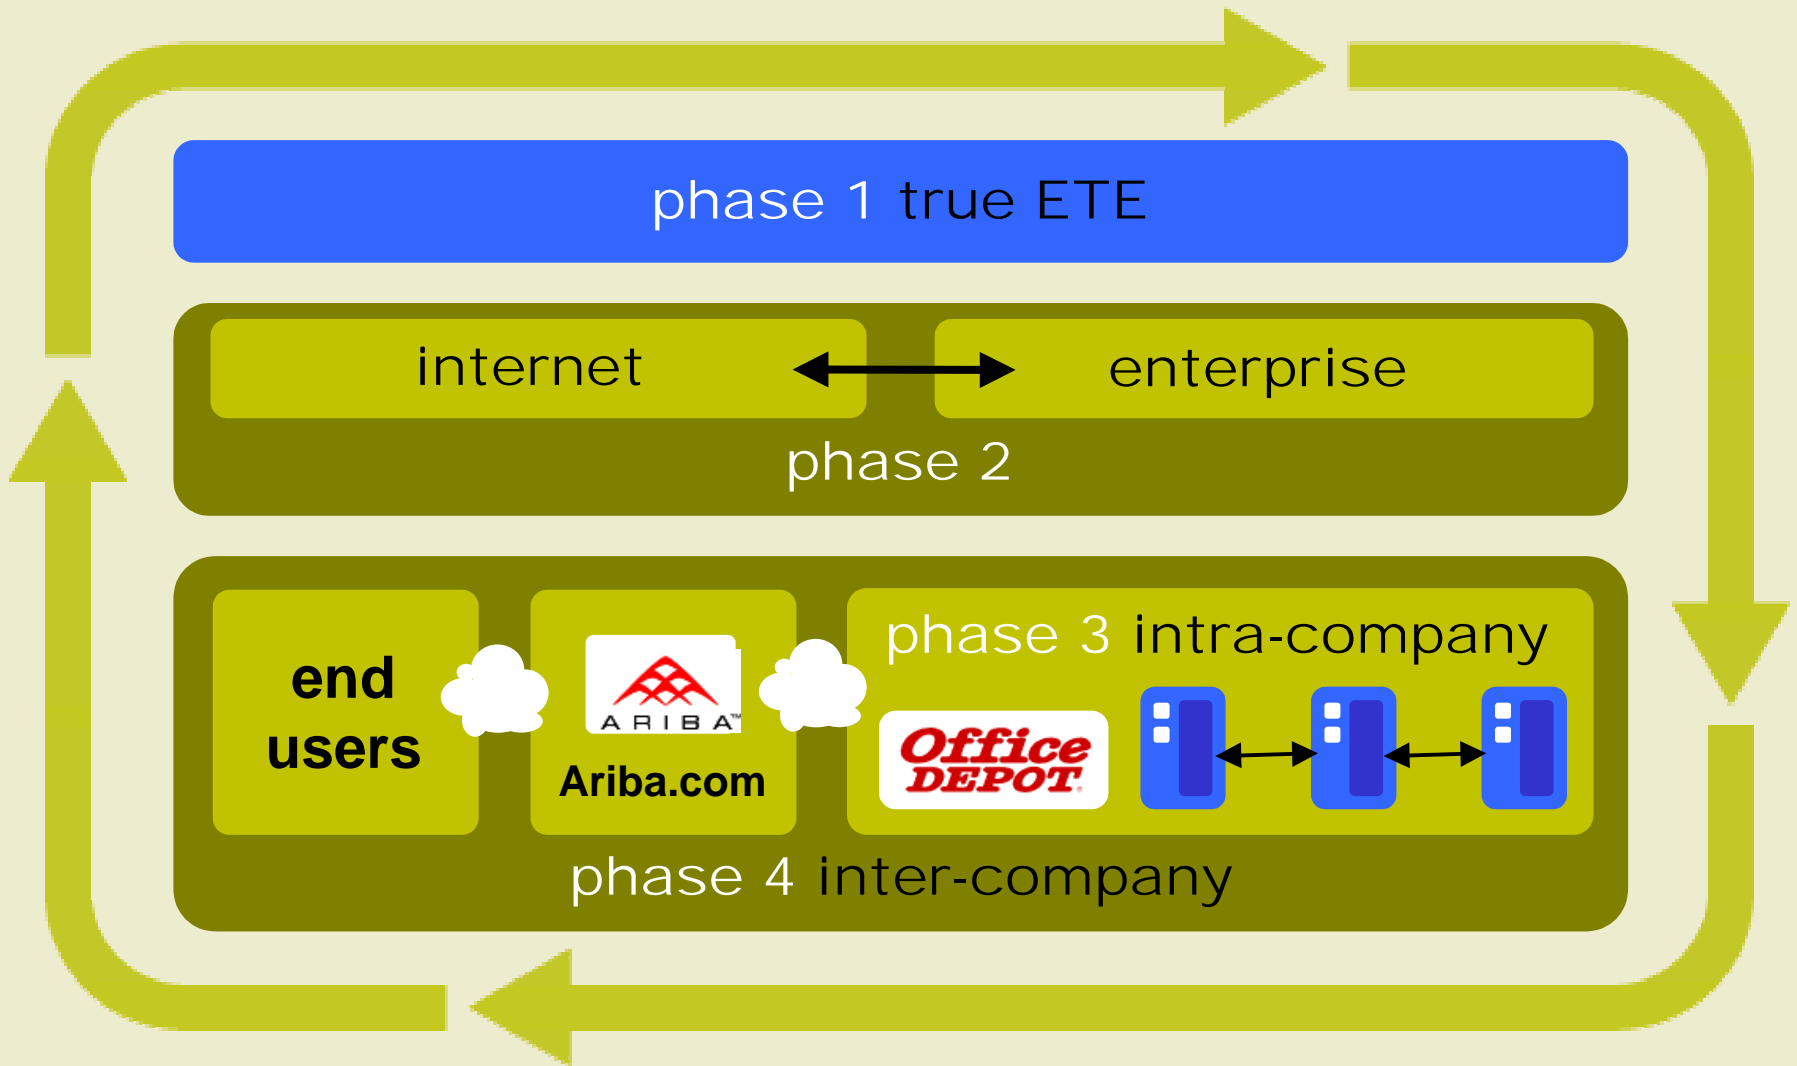 phase 1 true ETE
internet
enterprise
phase 2
end
users
ARIBA™
Ariba.com
phase 3 intra-company
Office
DEPOT.
phase 4 inter-company